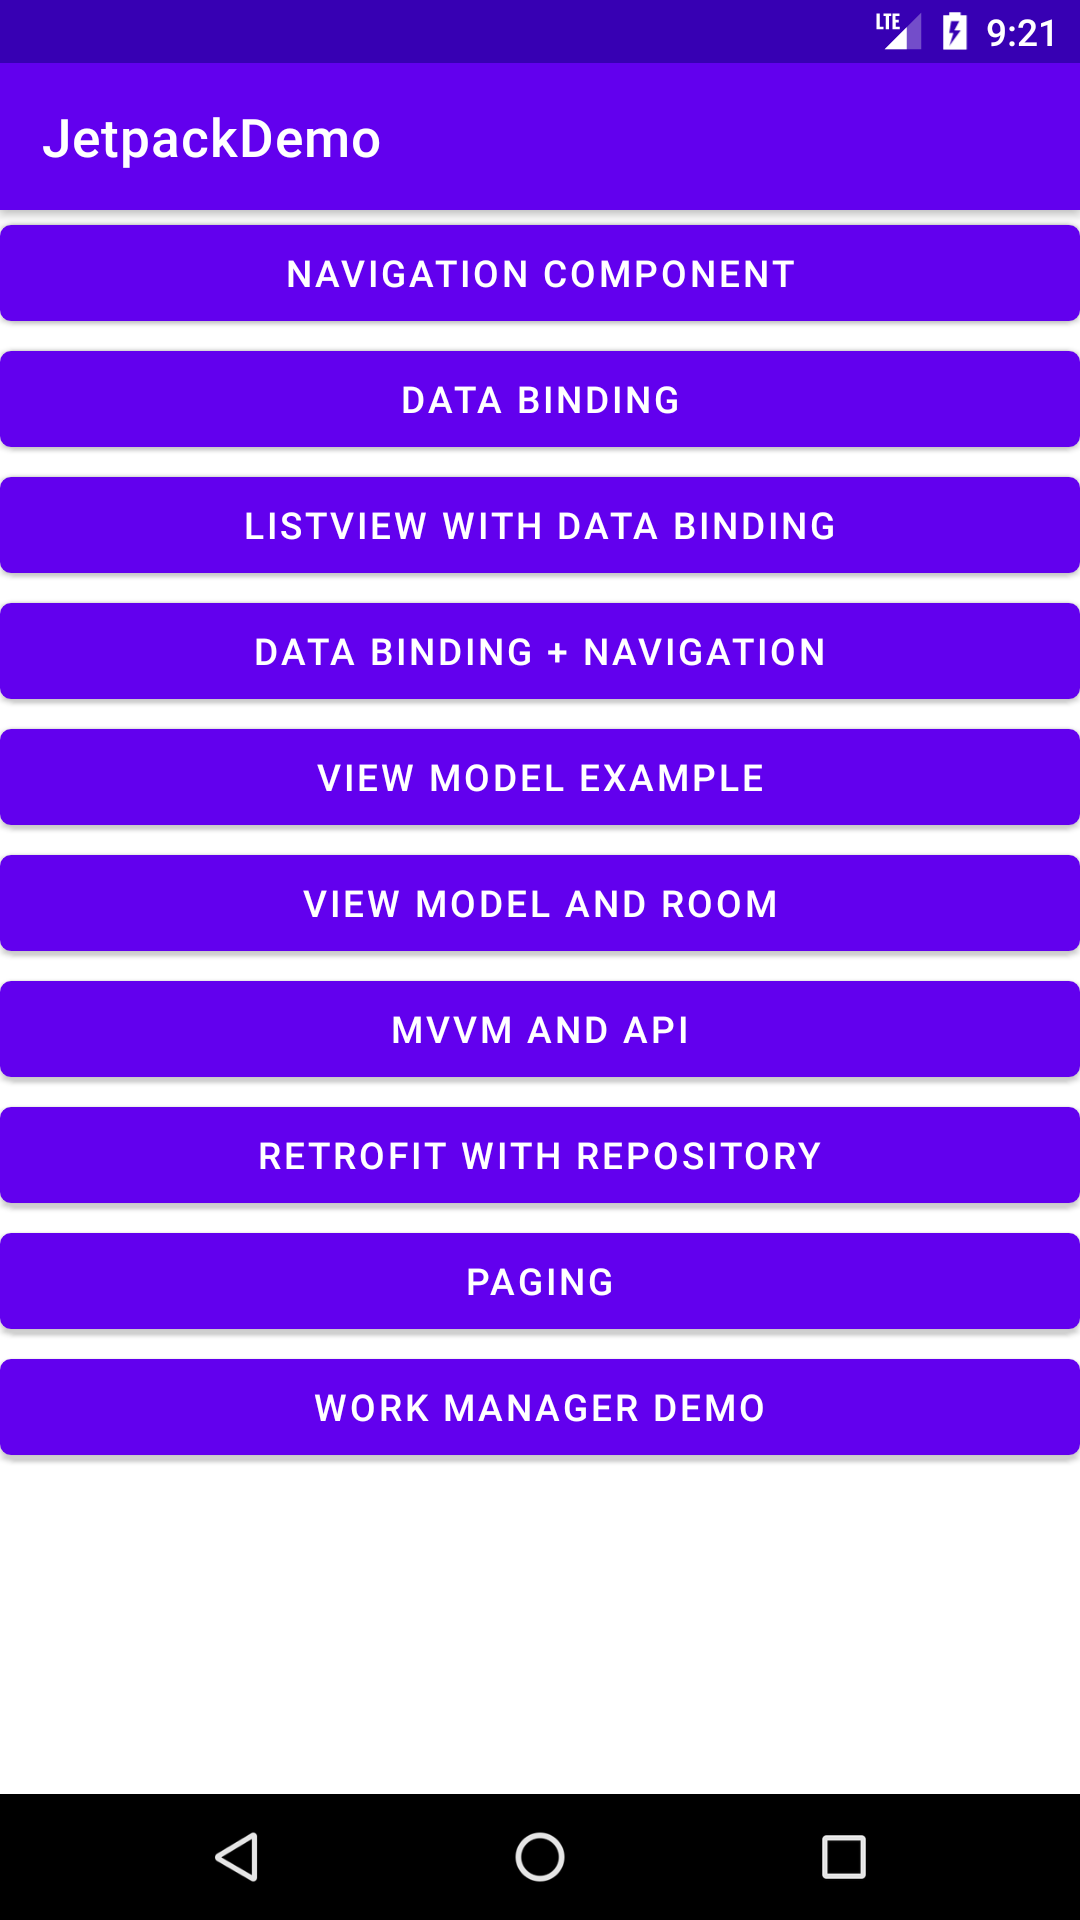 LTE 9:21
JetpackDemo
NAVIGATION COMPONENT
DATA BINDING
LISTVIEW WITH DATA BINDING
DATA BINDING + NAVIGATION
VIEW MODEL EXAMPLE
VIEW MODEL AND ROOM
MVVM AND API
RETROFIT WITH REPOSITORY
PAGING
WORK MANAGER DEMO